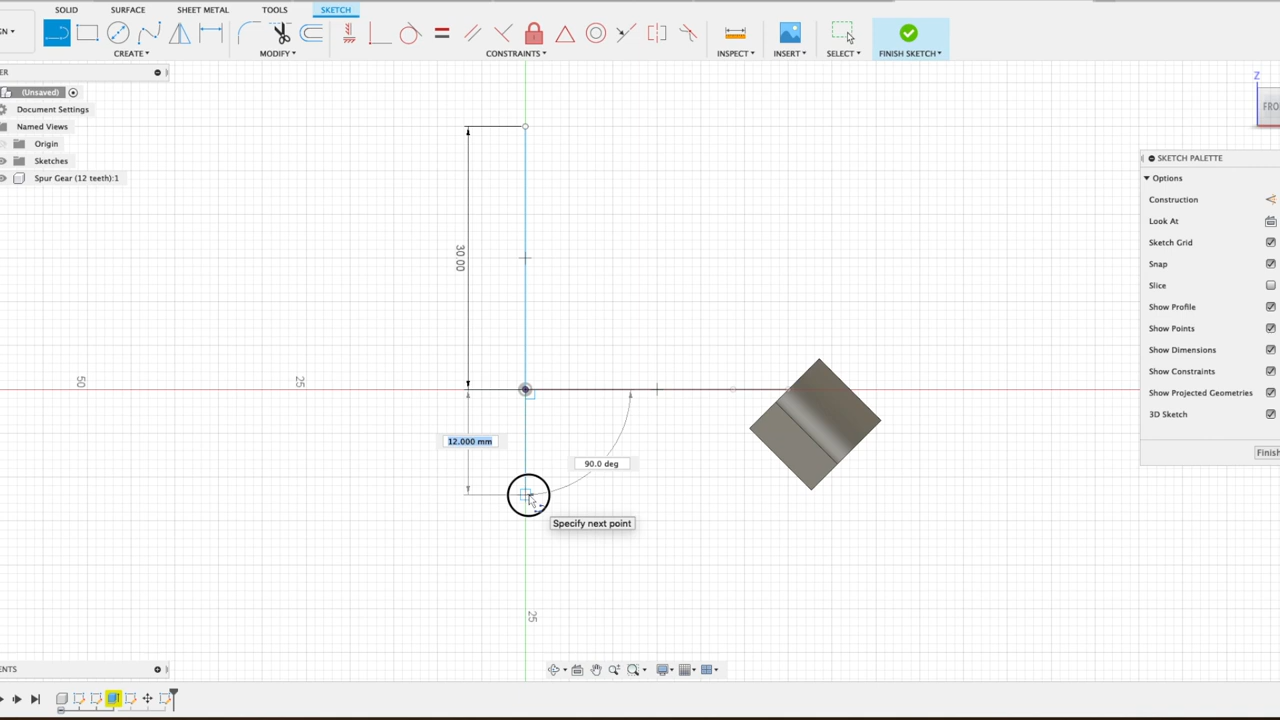 SOLID SURFACE SHEET METAL TOOLS SKETCH
CREATE MODIFY CONSTRAINTS INSPECT INSERT SELECT FINISH SKETCH
(Unsaved)
Document Settings
Named Views
Origin
Sketches
Spur Gear (12 teeth):1
Z
FRO
SKETCH PALETTE
Options
Construction
Look At
Sketch Grid
Snap
Slice
Show Profile
Show Points
Show Dimensions
Show Constraints
Show Projected Geometries
3D Sketch
Finish
30.00
50
25
12.000 mm
90.0 deg
Specify next point
25
ENTS